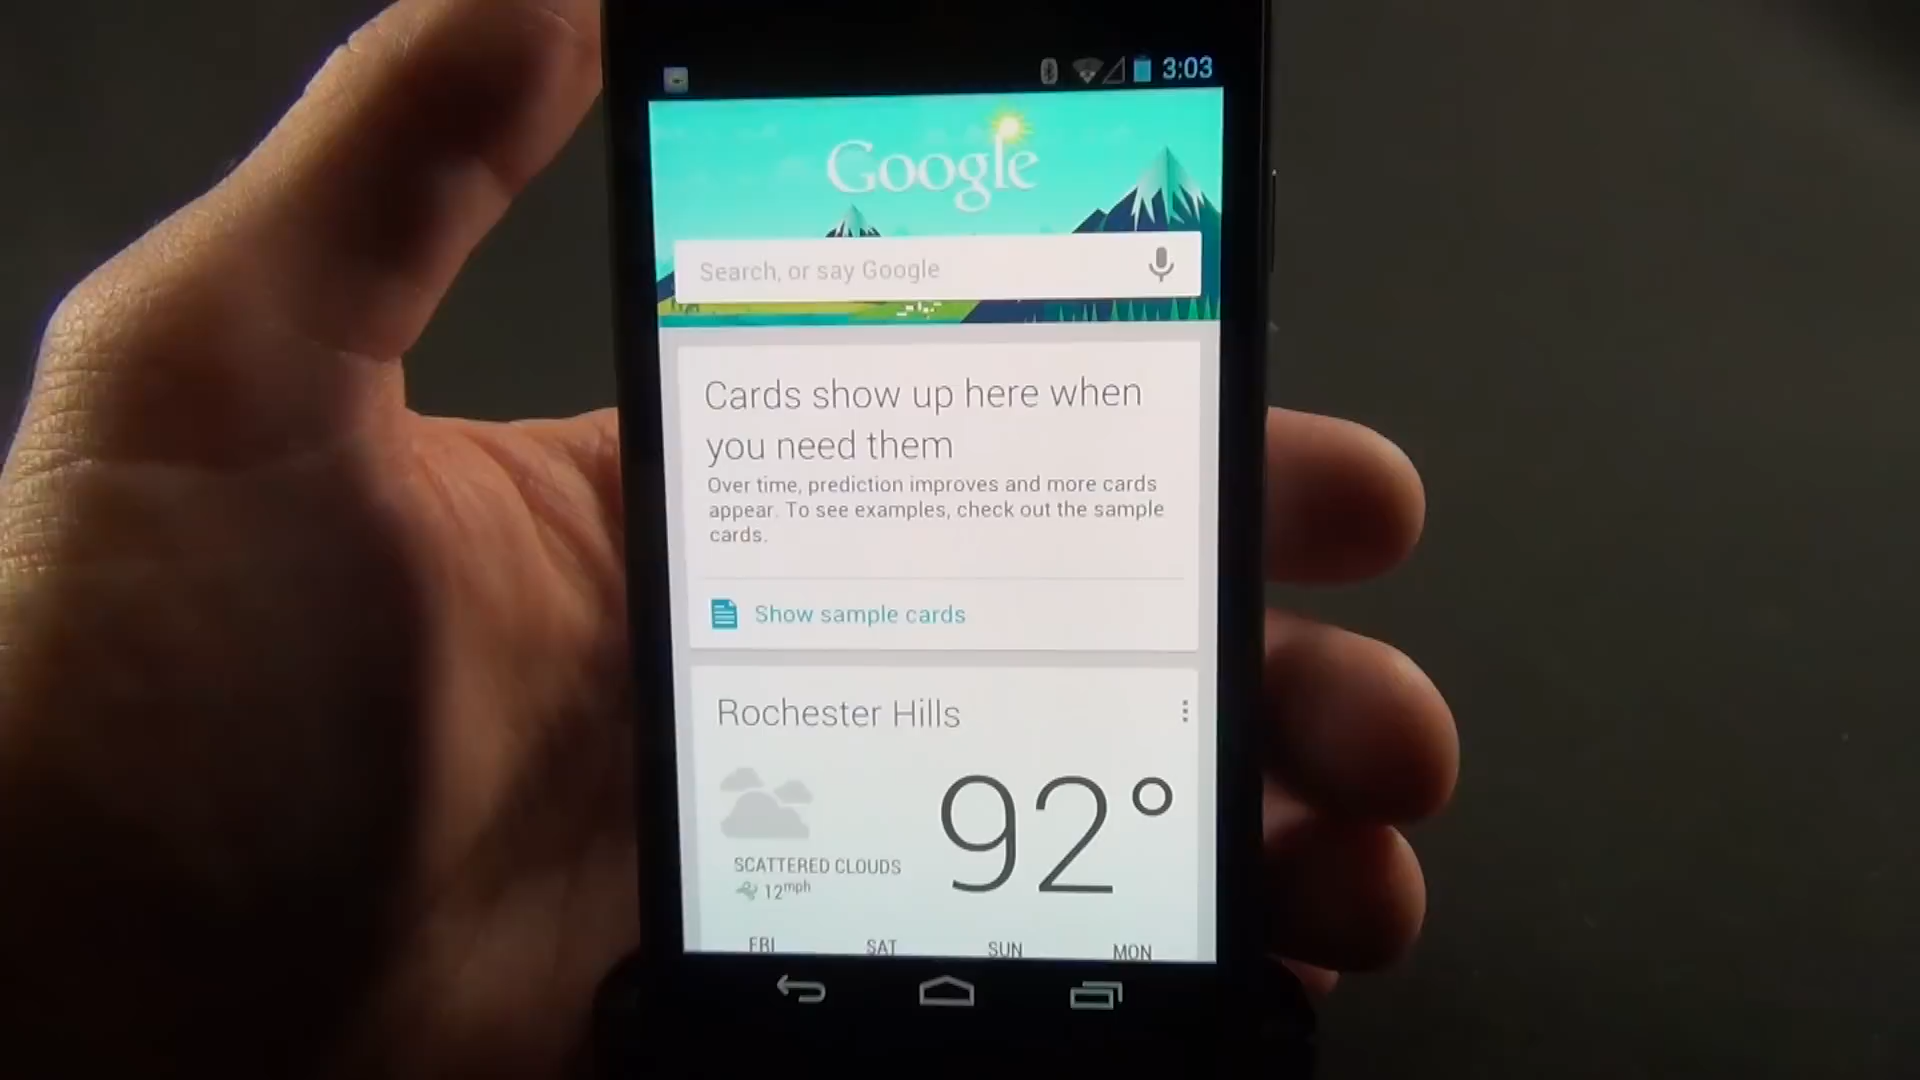 3:03
Google
Search, or say Google
Cards show up here when
you need them
Over time, prediction improves and more cards
appear. To see examples, check out the sample
cards.
Show sample cards
Rochester Hills
92°
SCATTERED CLOUDS
12mph
FRI SAT SUN MON